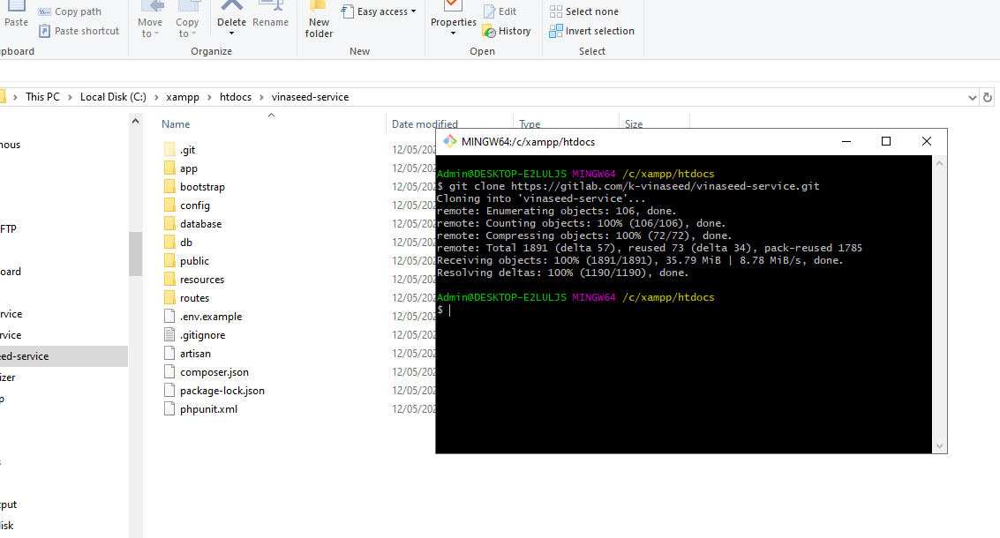 Paste
Copy path
Paste shortcut
pboard
Move to
Copy to
Delete
Rename
Organize
New folder
Easy access
New
Properties
Edit
History
Open
Select none
Invert selection
Select
This PC > Local Disk (C:) > xampp > htdocs > vinaseed-service
nous
FTP
oard
rvice
rvice
ed-service
izer
p
put
isk
Name Date modified Type Size
.git 12/05/202
app 12/05/202
bootstrap 12/05/202
config 12/05/202
database 12/05/202
db 12/05/202
public 12/05/202
resources 12/05/202
routes 12/05/202
.env.example 12/05/202
.gitignore 12/05/202
artisan 12/05/202
composer.json 12/05/202
package-lock.json 12/05/202
phpunit.xml 12/05/202
MINGW64:/c/xampp/htdocs
Admin@DESKTOP-E2LULJS MINGW64 /c/xampp/htdocs
$ git clone https://gitlab.com/k-vinaseed/vinaseed-service.git
Cloning into 'vinaseed-service'...
remote: Enumerating objects: 106, done.
remote: Counting objects: 100% (106/106), done.
remote: Compressing objects: 100% (72/72), done.
remote: Total 1891 (delta 57), reused 73 (delta 34), pack-reused 1785
Receiving objects: 100% (1891/1891), 35.79 MiB | 8.78 MiB/s, done.
Resolving deltas: 100% (1190/1190), done.
Admin@DESKTOP-E2LULJS MINGW64 /c/xampp/htdocs
$